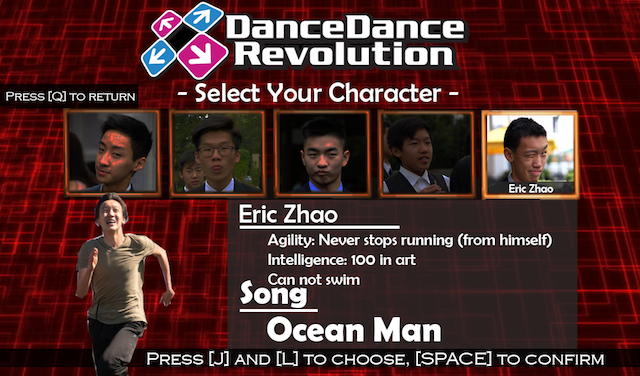 DanceDance
Revolution
Press [Q] to return
- Select Your Character -
Eric Zhao
Eric Zhao
Agility: Never stops running (from himself)
Intelligence: 100 in art
Can not swim
Song
Ocean Man
Press [J] and [L] to choose, [SPACE] to confirm